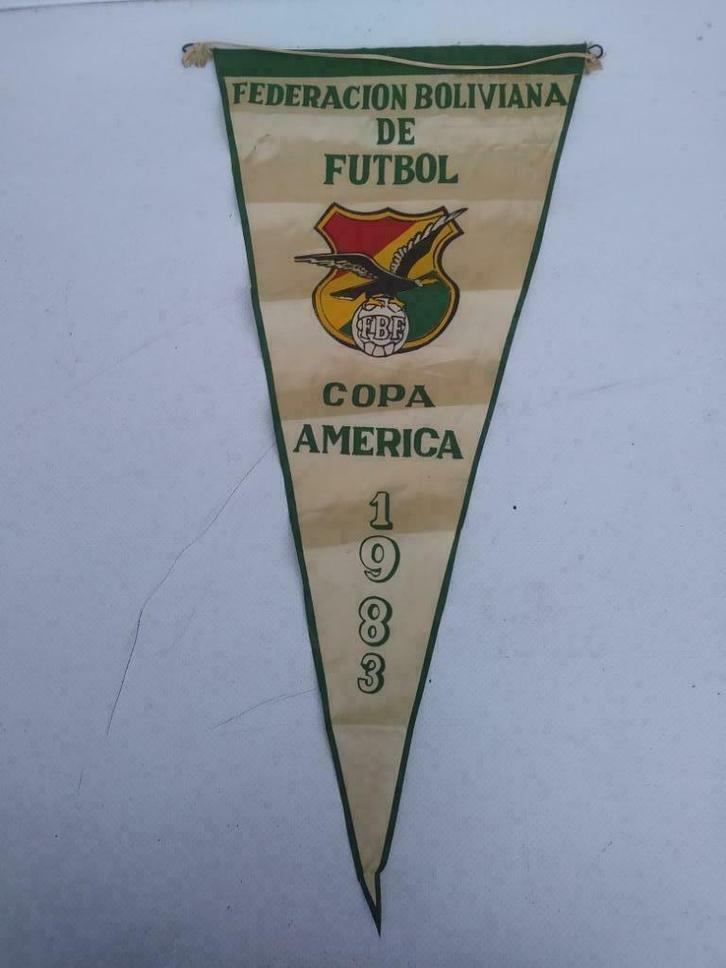 FEDERACION BOLIVIANA
DE
FUTBOL
FBF
COPA
AMERICA
1
9
8
3